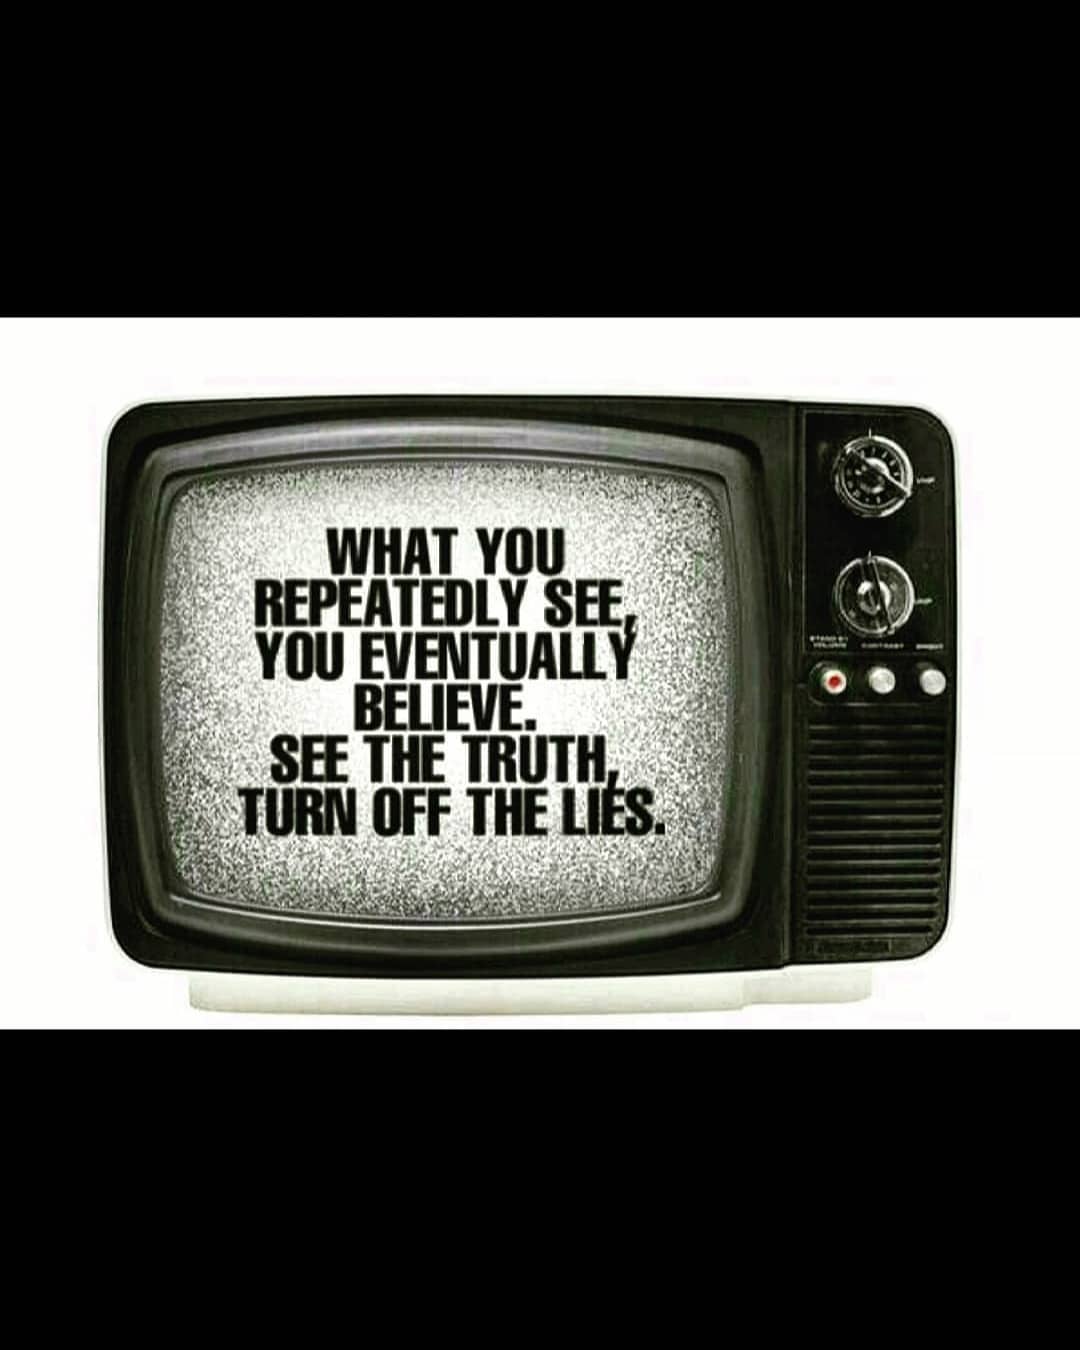 WHAT YOU
REPEATEDLY SEE,
YOU EVENTUALLY
BELIEVE.
SEE THE TRUTH,
TURN OFF THE LIES.